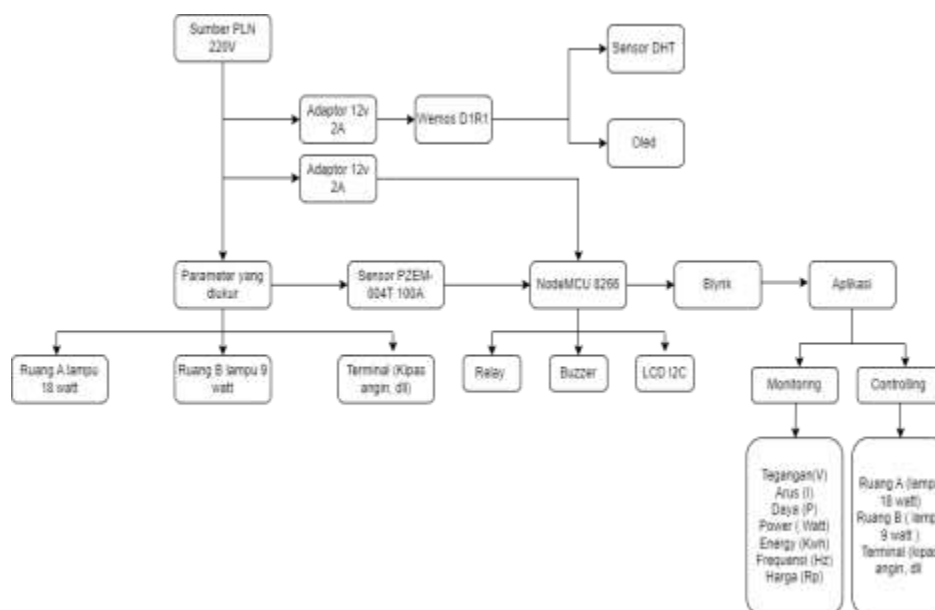 Sumber PLN
220V
Sensor DHT
Adaptor 12v
2A
Wemos D1R1
Oled
Adaptor 12v
2A
Parameter yang
diukur
Sensor PZEM-
004T 100A
NodeMCU 8266
Blynk
Aplikasi
Ruang A lampu
18 watt
Ruang B lampu 9
watt
Terminal (Kipas
angin, dll)
Relay
Buzzer
LCD I2C
Monitoring
Controlling
Tegangan(V)
Arus (I)
Daya (P)
Power ( Watt)
Energy (Kwh)
Frekuensi (Hz)
Harga (Rp)
Ruang A (lamp
18 watt)
Ruang B ( lamp
9 watt )
Terminal (kipas
angin, dll